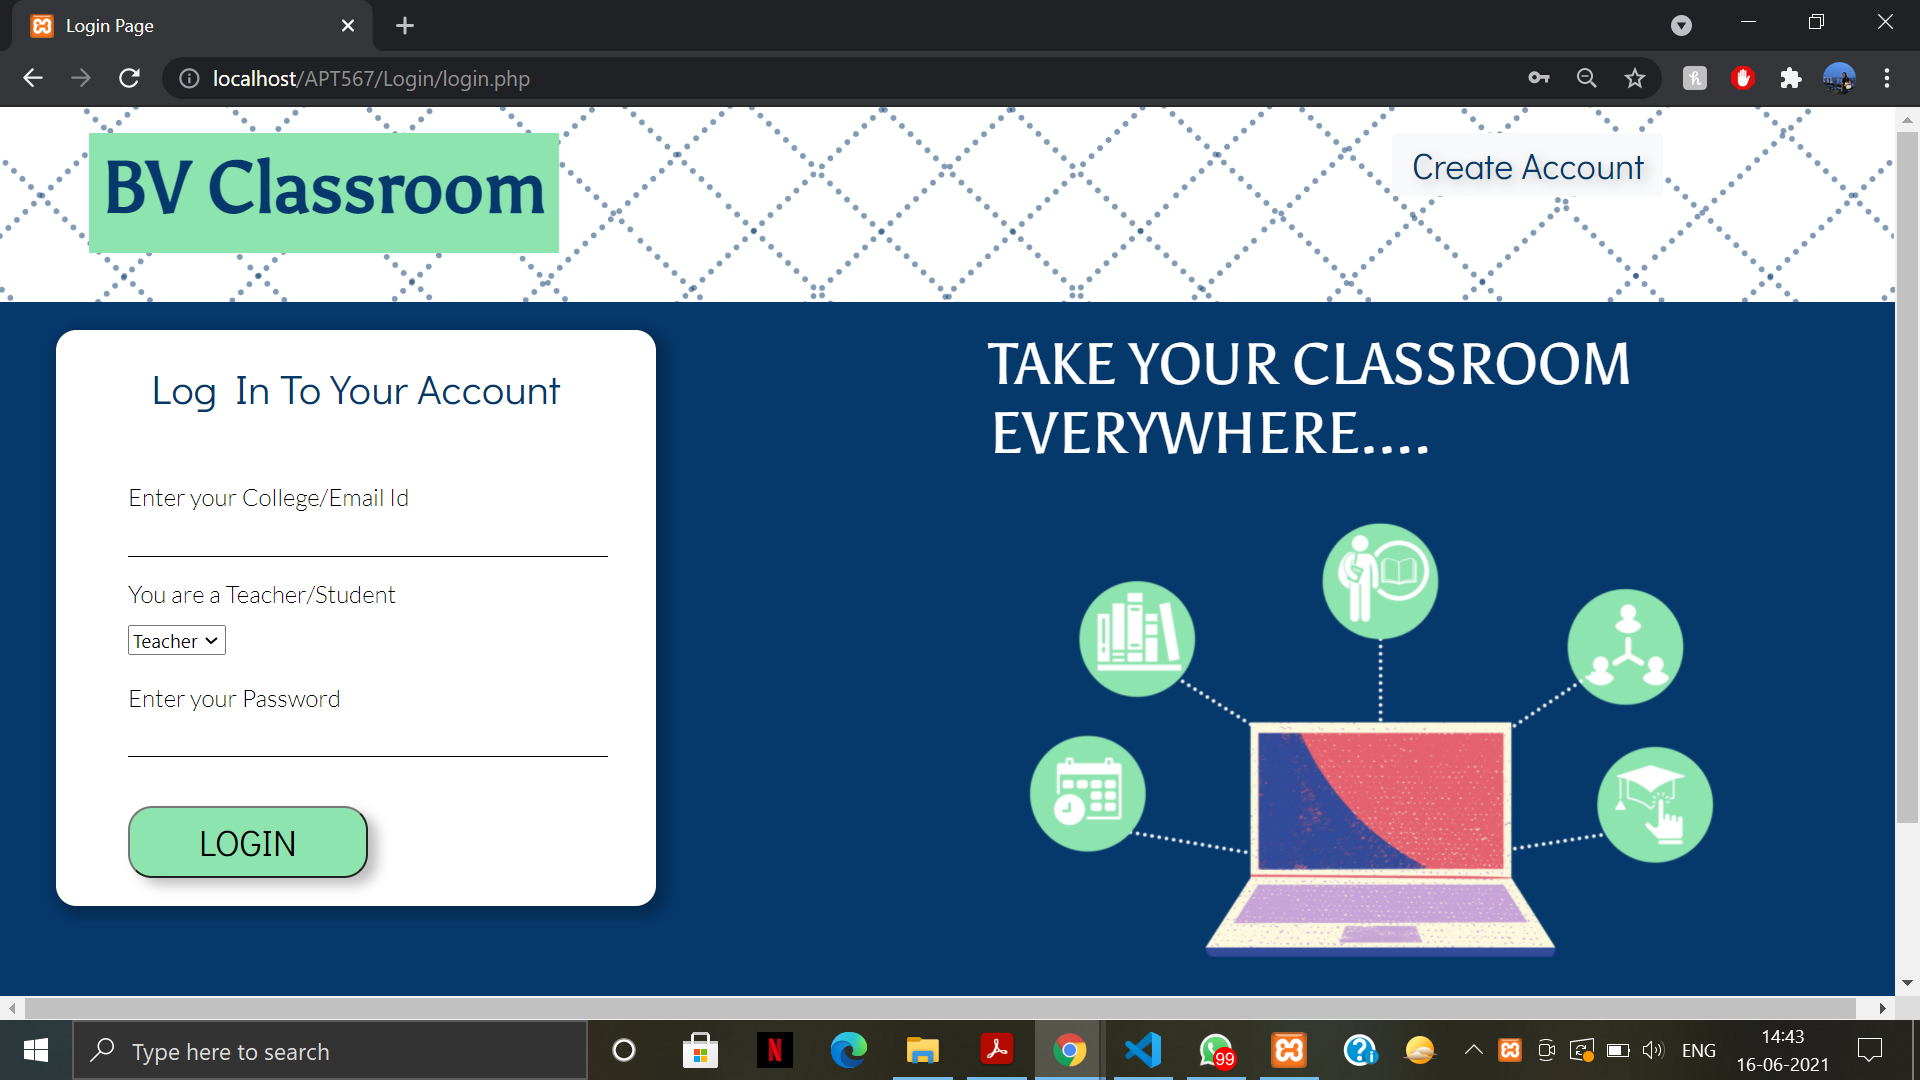 Login Page
localhost/APT567/Login/login.php
BV Classroom
Create Account
Log In To Your Account
TAKE YOUR CLASSROOM
EVERYWHERE....
Enter your College/Email Id
You are a Teacher/Student
Teacher
Enter your Password
LOGIN
Type here to search
N
99
ENG
14:43
16-06-2021